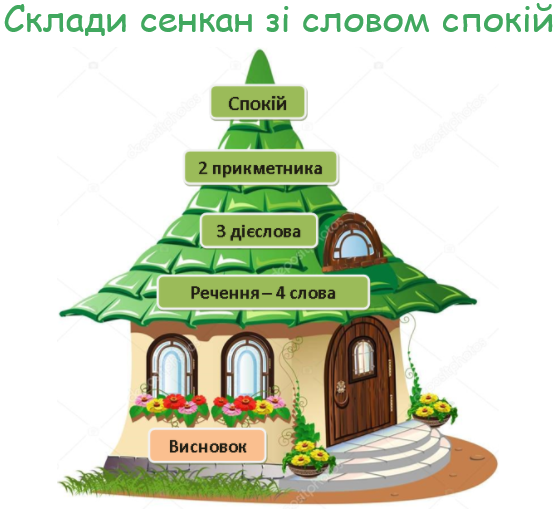 Склади сенкан зі словом спокій
Спокій
2 прикметника
3 дієслова
Речення – 4 слова
Висновок